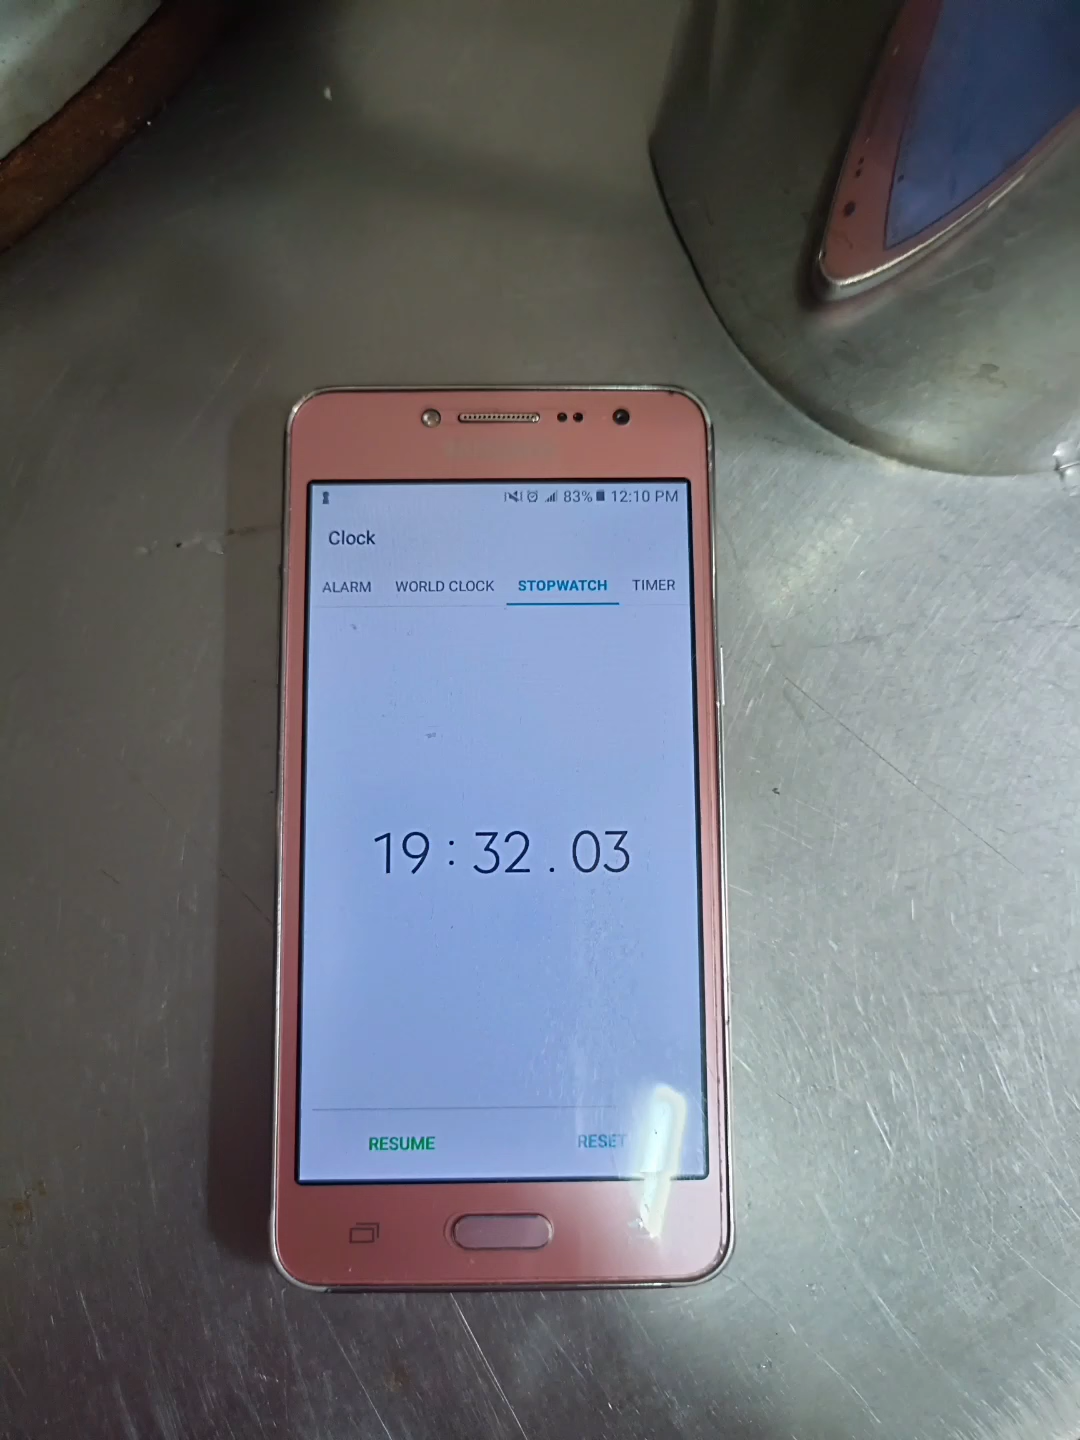 83% 12:10 PM
Clock
ALARM WORLD CLOCK STOPWATCH TIMER
19:32.03
RESUME RESET